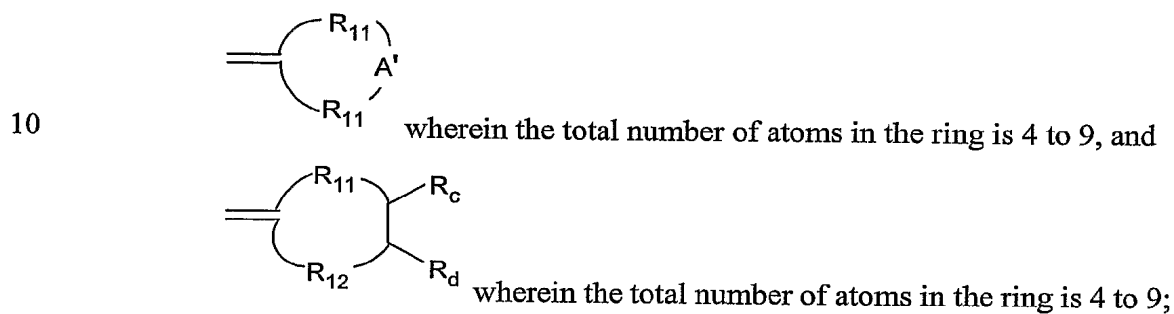 R11
A'
R11
10 wherein the total number of atoms in the ring is 4 to 9, and
R11 Rc
R12 Rd
wherein the total number of atoms in the ring is 4 to 9;